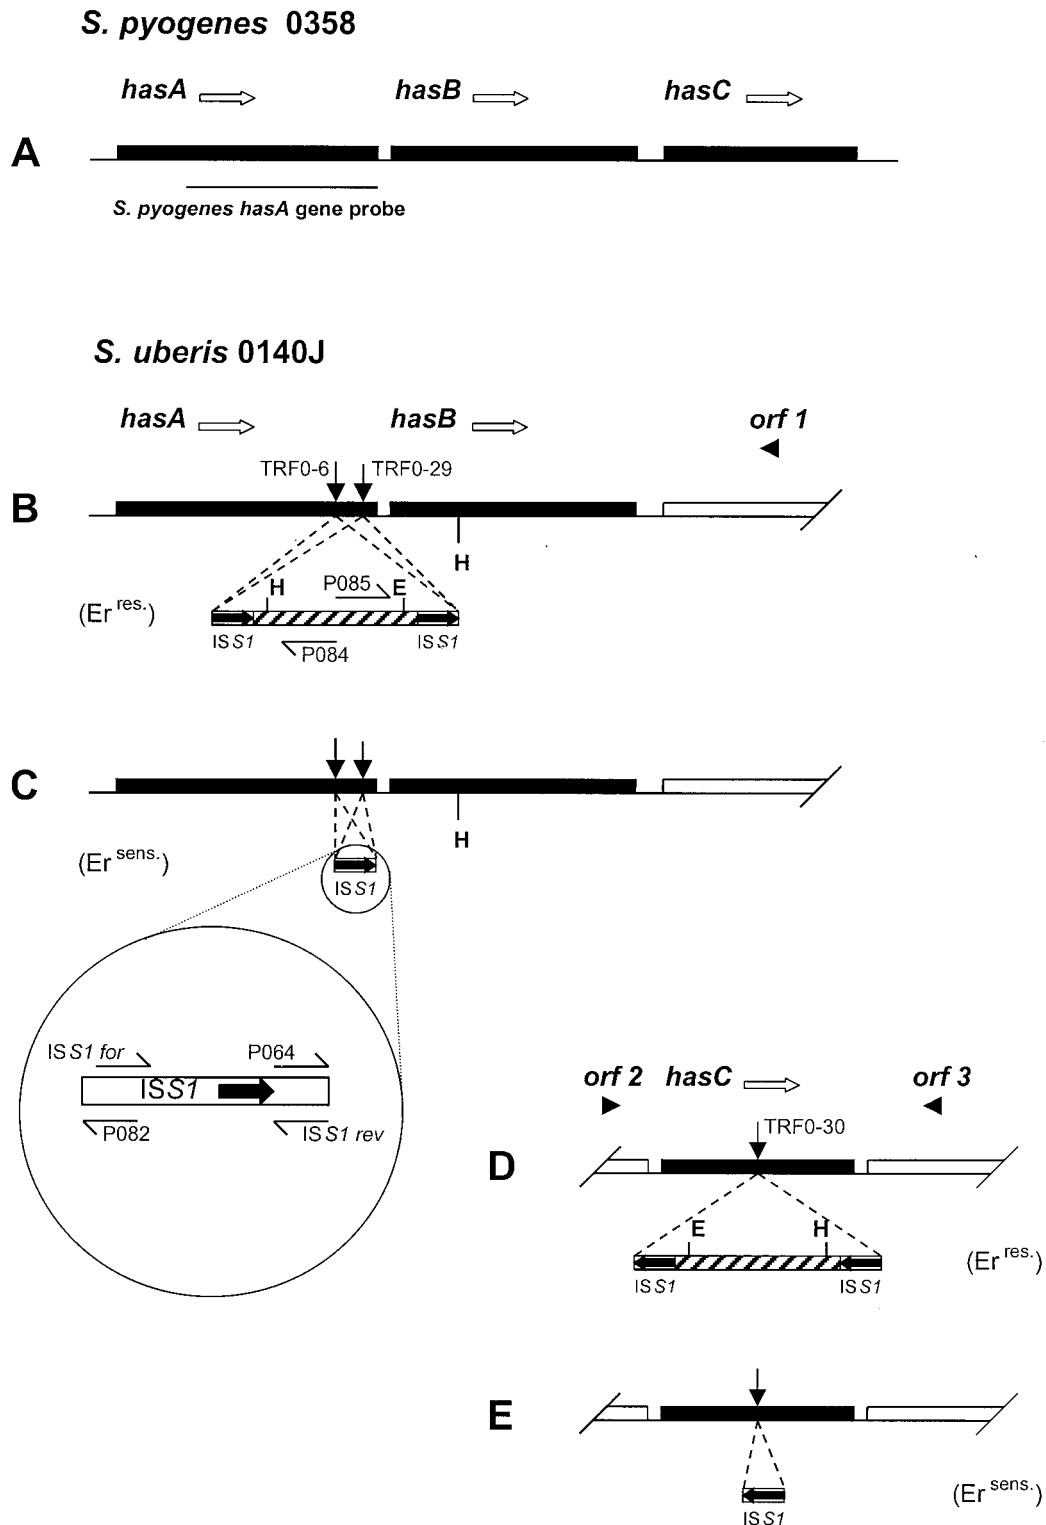 S. pyogenes 0358
hasA
hasB
hasC
A
S. pyogenes hasA gene probe
S. uberis 0140J
hasA
hasB
orf 1
TRF0-6
TRF0-29
B
H
H
P085
E
(Er res.)
ISS1
ISS1
P084
C
H
(Er sens.)
ISS1
ISS1 for
P064
ISS1
P082
ISS1 rev
orf 2
hasC
orf 3
TRF0-30
D
E
H
(Er res.)
ISS1
ISS1
E
(Er sens.)
ISS1